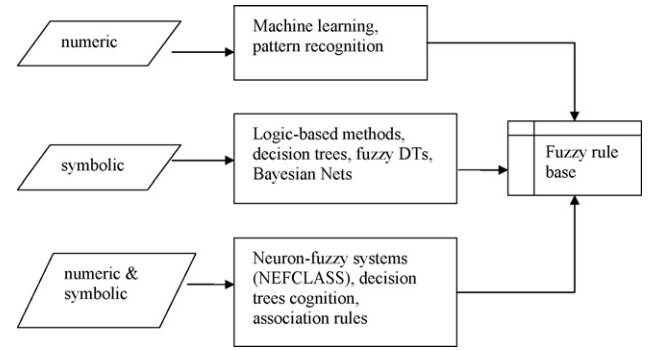 numeric
Machine learning,
pattern recognition
symbolic
Logic-based methods,
decision trees, fuzzy DTs,
Bayesian Nets
Fuzzy rule
base
numeric &
symbolic
Neuron-fuzzy systems
(NEFCLASS), decision
trees cognition,
association rules